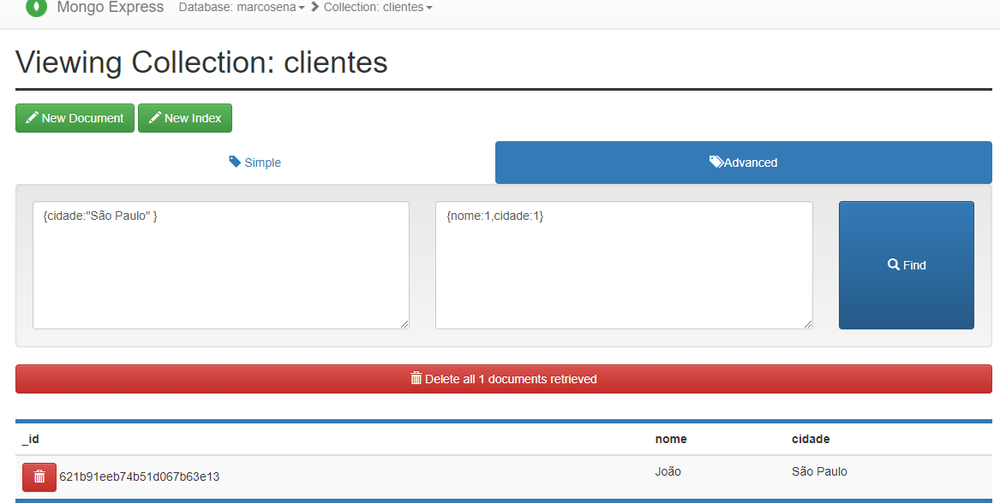 Mongo Express Database: marcosena Collection: clientes
Viewing Collection: clientes
New Document New Index
Simple Advanced
{cidade:"São Paulo" } {nome:1,cidade:1}
Find
Delete all 1 documents retrieved
_id nome cidade
621b91eeb74b51d067b63e13 João São Paulo